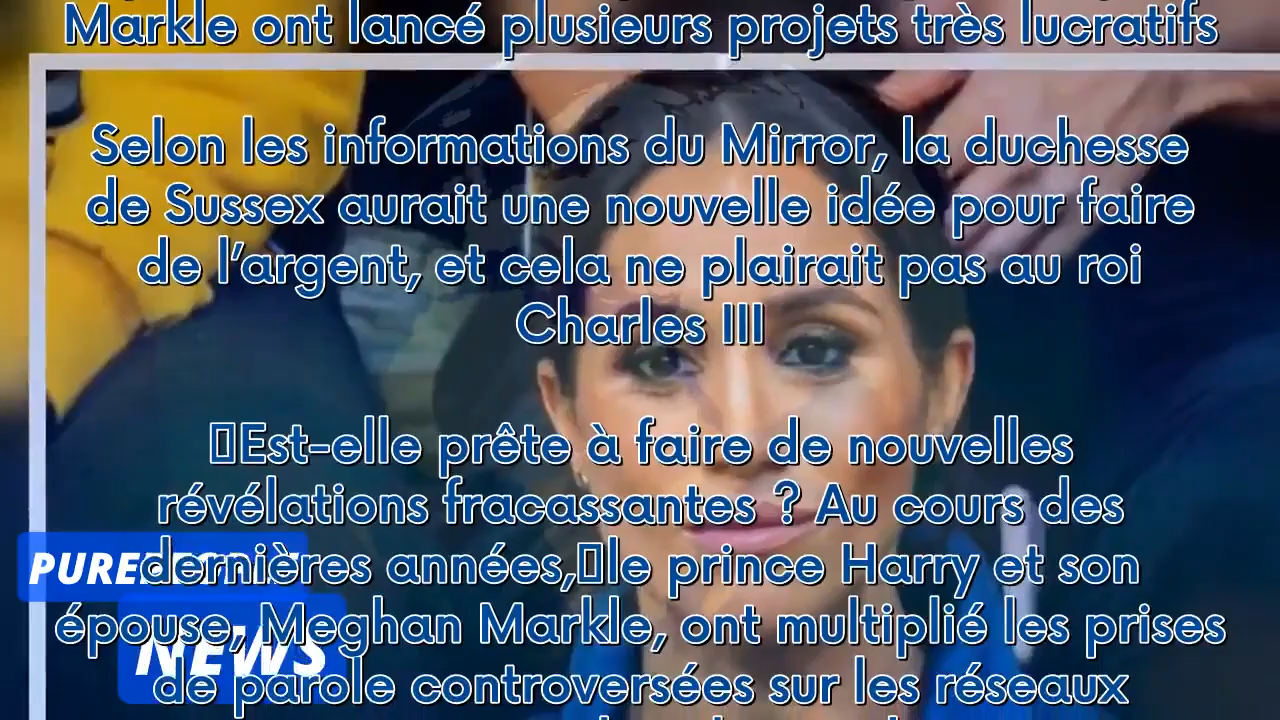 Markle ont lancé plusieurs projets très lucratifs
Selon les informations du Mirror, la duchesse
de Sussex aurait une nouvelle idée pour faire
de l'argent, et cela ne plairait pas au roi
Charles III
Est-elle prête à faire de nouvelles
révélations fracassantes ? Au cours des
dernières années, le prince Harry et son
épouse, Meghan Markle, ont multiplié les prises
de parole controversées sur les réseaux
NEWS